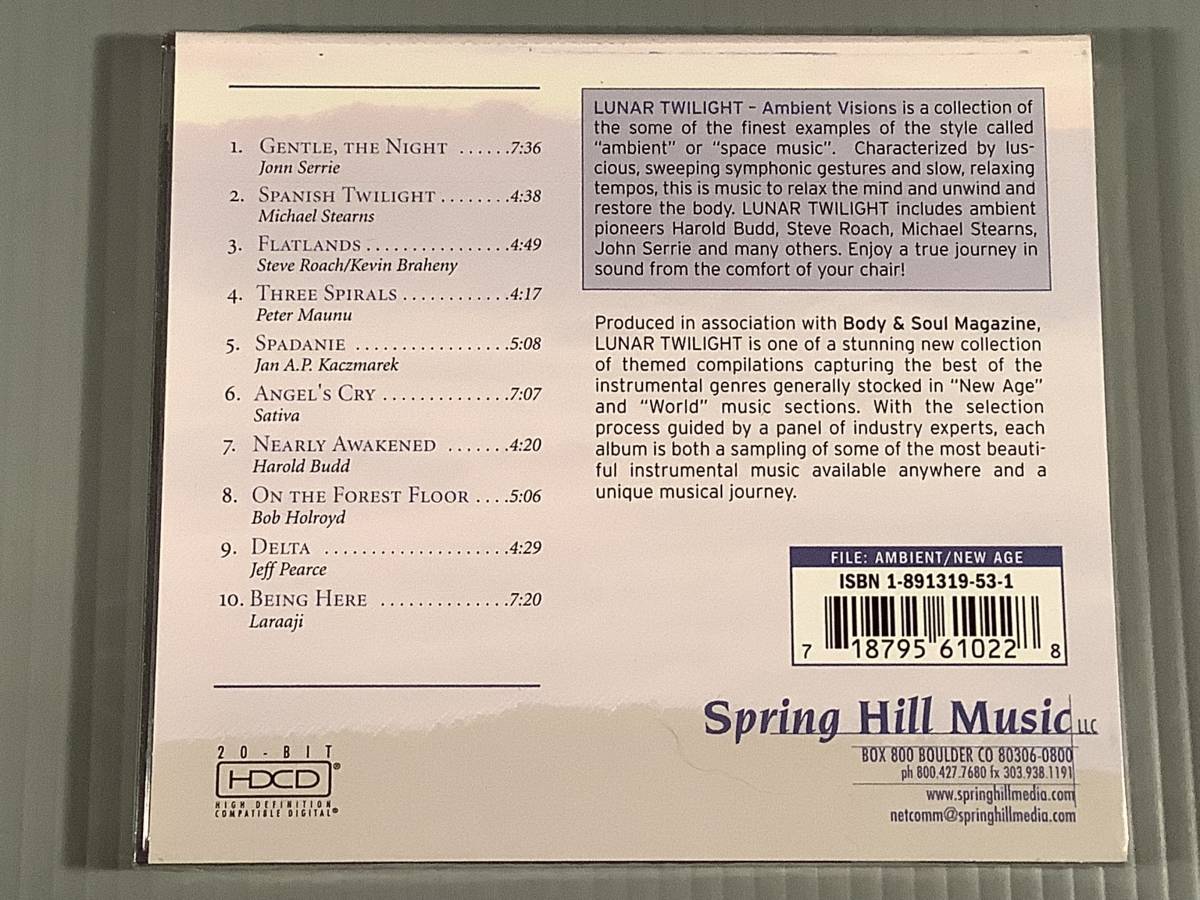 1. GENTLE, THE NIGHT ......7:36
Jonn Serrie
2. SPANISH TWILIGHT ........4:38
Michael Stearns
3. FLATLANDS ................4:49
Steve Roach/Kevin Braheny
4. THREE SPIRALS ............4:17
Peter Maunu
5. SPADANIE .................5:08
Jan A.P. Kaczmarek
6. ANGEL'S CRY ..............7:07
Sativa
7. NEARLY AWAKENED .......4:20
Harold Budd
8. ON THE FOREST FLOOR ....5:06
Bob Holroyd
9. DELTA ....................4:29
Jeff Pearce
10. BEING HERE ..............7:20
Laraaji
20-BIT
HDCD®
HIGH DEFINITION
COMPATIBLE DIGITAL®
LUNAR TWILIGHT – Ambient Visions is a collection of
the some of the finest examples of the style called
“ambient” or “space music”. Characterized by lus-
cious, sweeping symphonic gestures and slow, relaxing
tempos, this is music to relax the mind and unwind and
restore the body. LUNAR TWILIGHT includes ambient
pioneers Harold Budd, Steve Roach, Michael Stearns,
John Serrie and many others. Enjoy a true journey in
sound from the comfort of your chair!
Produced in association with Body & Soul Magazine,
LUNAR TWILIGHT is one of a stunning new collection
of themed compilations capturing the best of the
instrumental genres generally stocked in “New Age”
and “World” music sections. With the selection
process guided by a panel of industry experts, each
album is both a sampling of some of the most beauti-
ful instrumental music available anywhere and a
unique musical journey.
FILE: AMBIENT/NEW AGE
ISBN 1-891319-53-1
7 18795 61022 8
Spring Hill Music LLC
BOX 800 BOULDER CO 80306-0800
ph 800.427.7680 fx 303.938.1191
www.springhillmedia.com
netcomm@springhillmedia.com